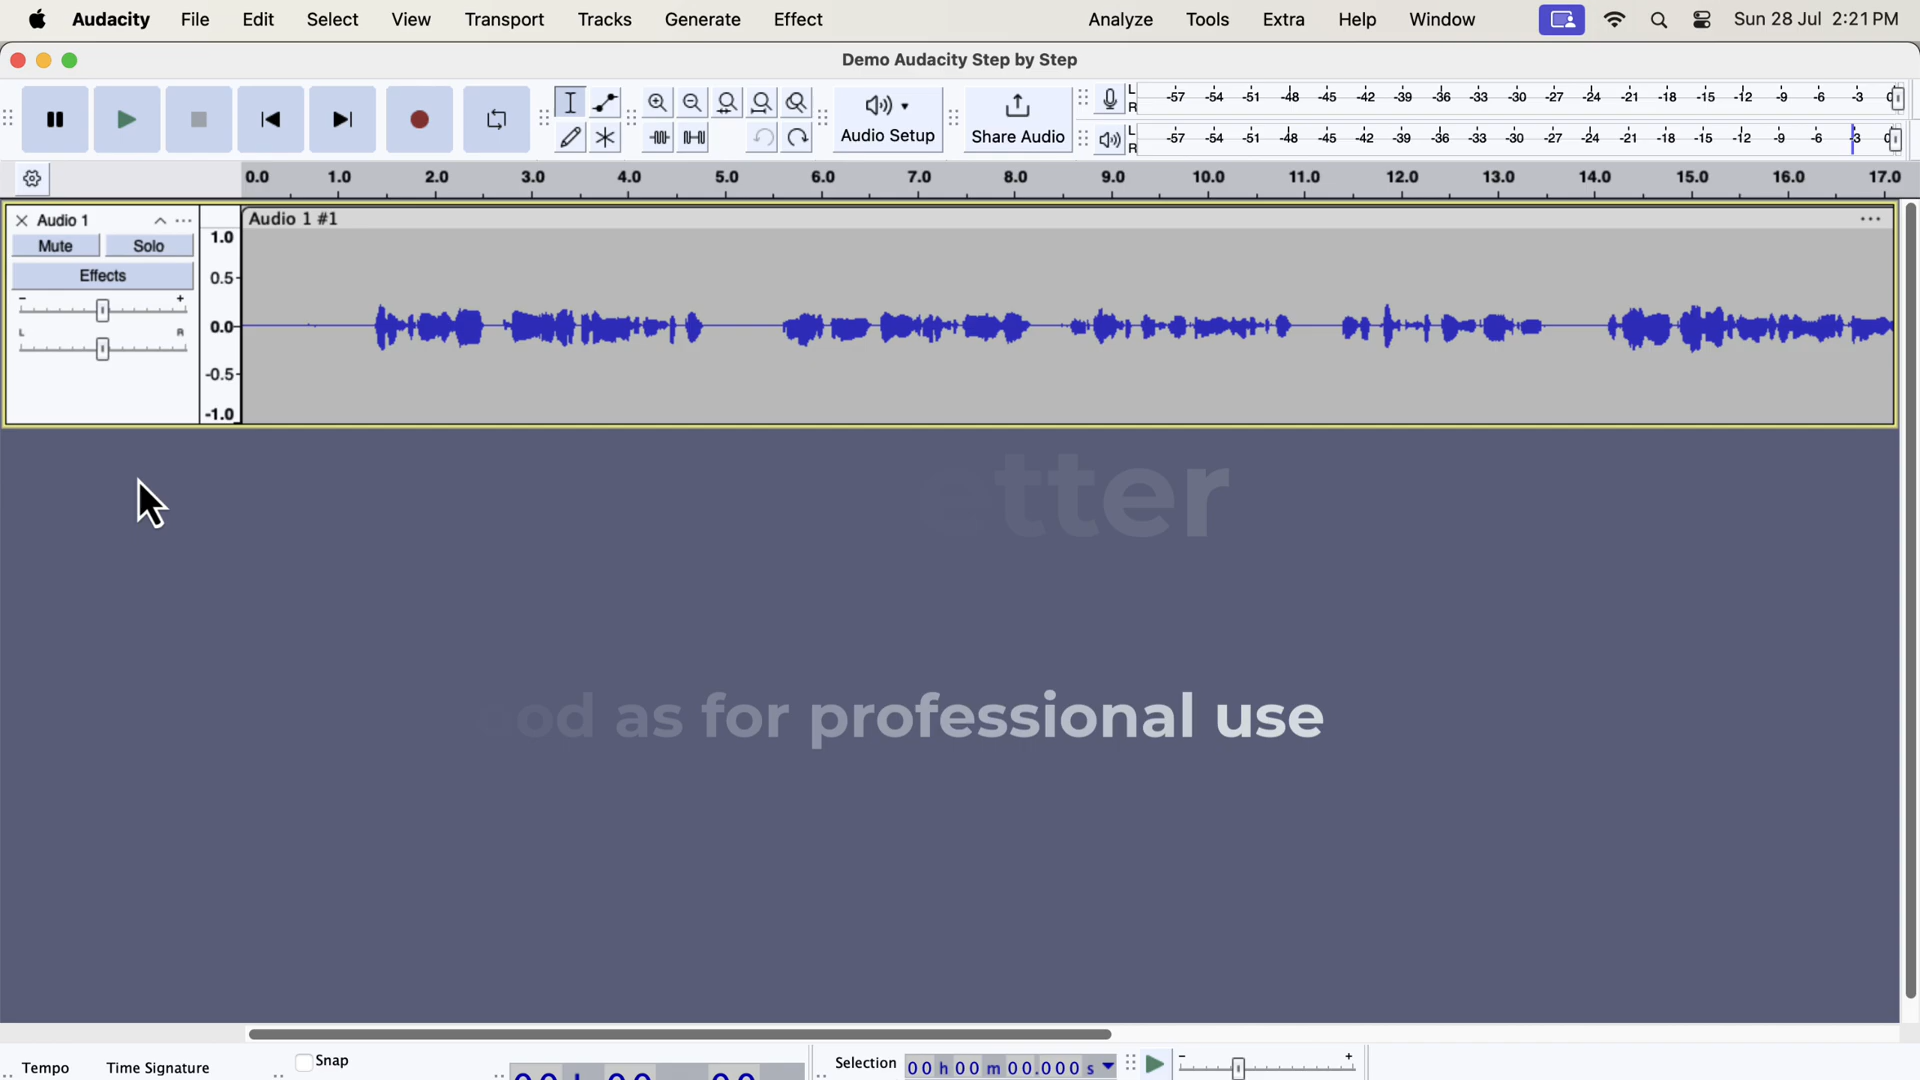 Audacity File Edit Select View Transport Tracks Generate Effect Analyze Tools Extra Help Window Sun 28 Jul 2:21 PM
Demo Audacity Step by Step
Audio Setup
Share Audio
L R -57 -54 -51 -48 -45 -42 -39 -36 -33 -30 -27 -24 -21 -18 -15 -12 -9 -6 -3 0
L R -57 -54 -51 -48 -45 -42 -39 -36 -33 -30 -27 -24 -21 -18 -15 -12 -9 -6 -3 0
0.0 1.0 2.0 3.0 4.0 5.0 6.0 7.0 8.0 9.0 10.0 11.0 12.0 13.0 14.0 15.0 16.0 17.0
Audio 1
Audio 1 #1
Mute Solo
Effects
- +
L R
1.0
0.5
0.0
-0.5
-1.0
etter
ood as for professional use
Tempo Time Signature Snap
Selection 00 h 00 m 00.000 s
- +